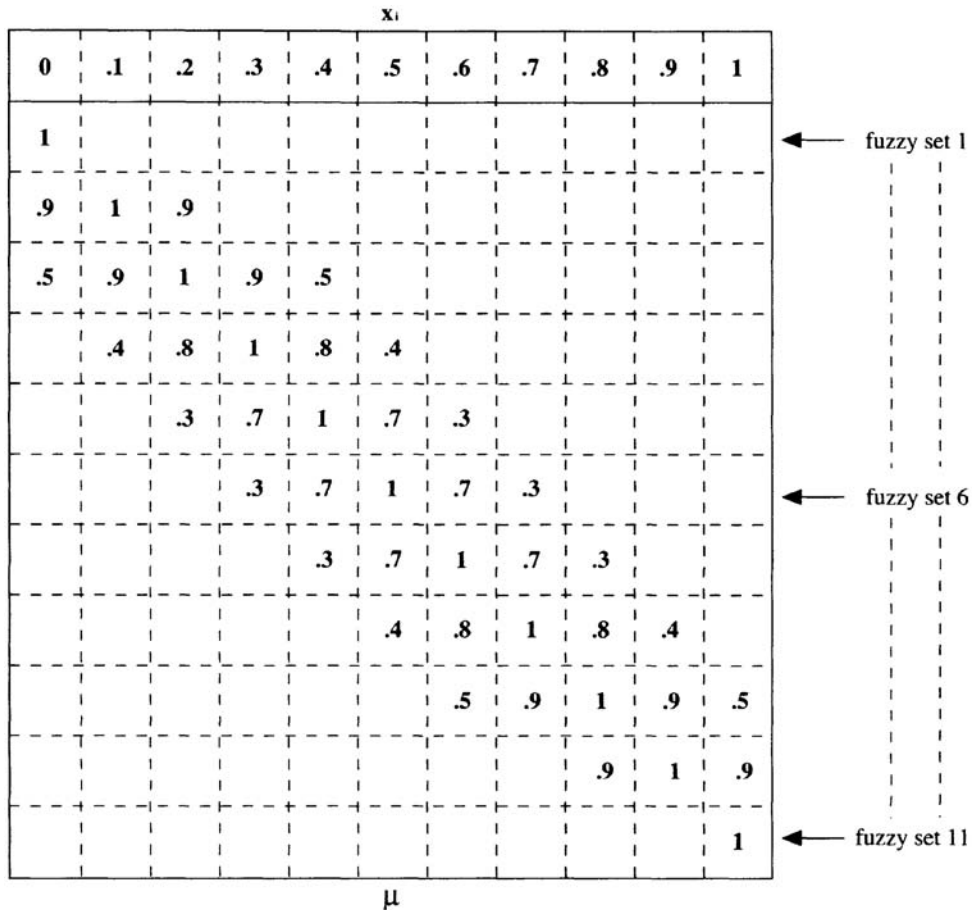 xᵢ
0 .1 .2 .3 .4 .5 .6 .7 .8 .9 1
1 fuzzy set 1
.9 1 .9
.5 .9 1 .9 .5
.4 .8 1 .8 .4
.3 .7 1 .7 .3
.3 .7 1 .7 .3 fuzzy set 6
.3 .7 1 .7 .3
.4 .8 1 .8 .4
.5 .9 1 .9 .5
.9 1 .9
1 fuzzy set 11
μ